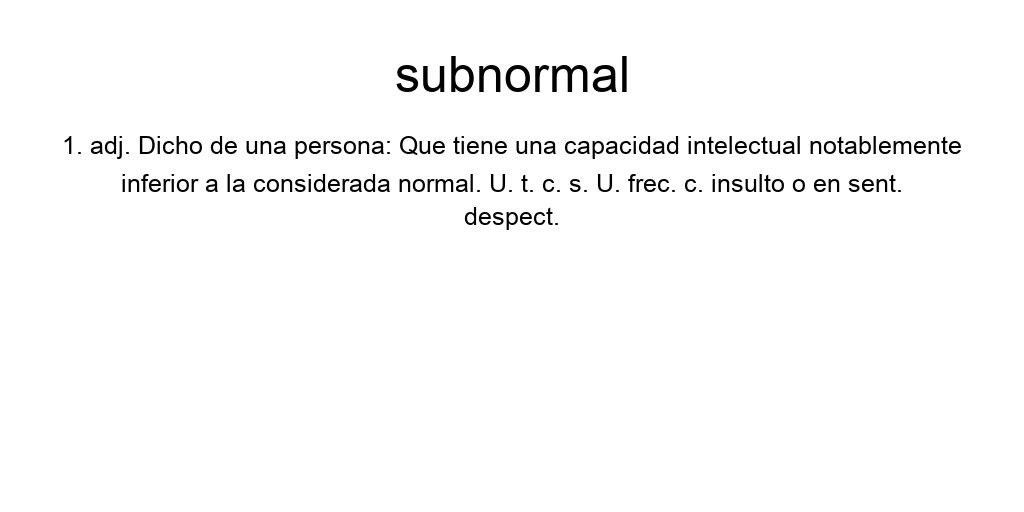 subnormal
1. adj. Dicho de una persona: Que tiene una capacidad intelectual notablemente
inferior a la considerada normal. U. t. c. s. U. frec. c. insulto o en sent.
despect.